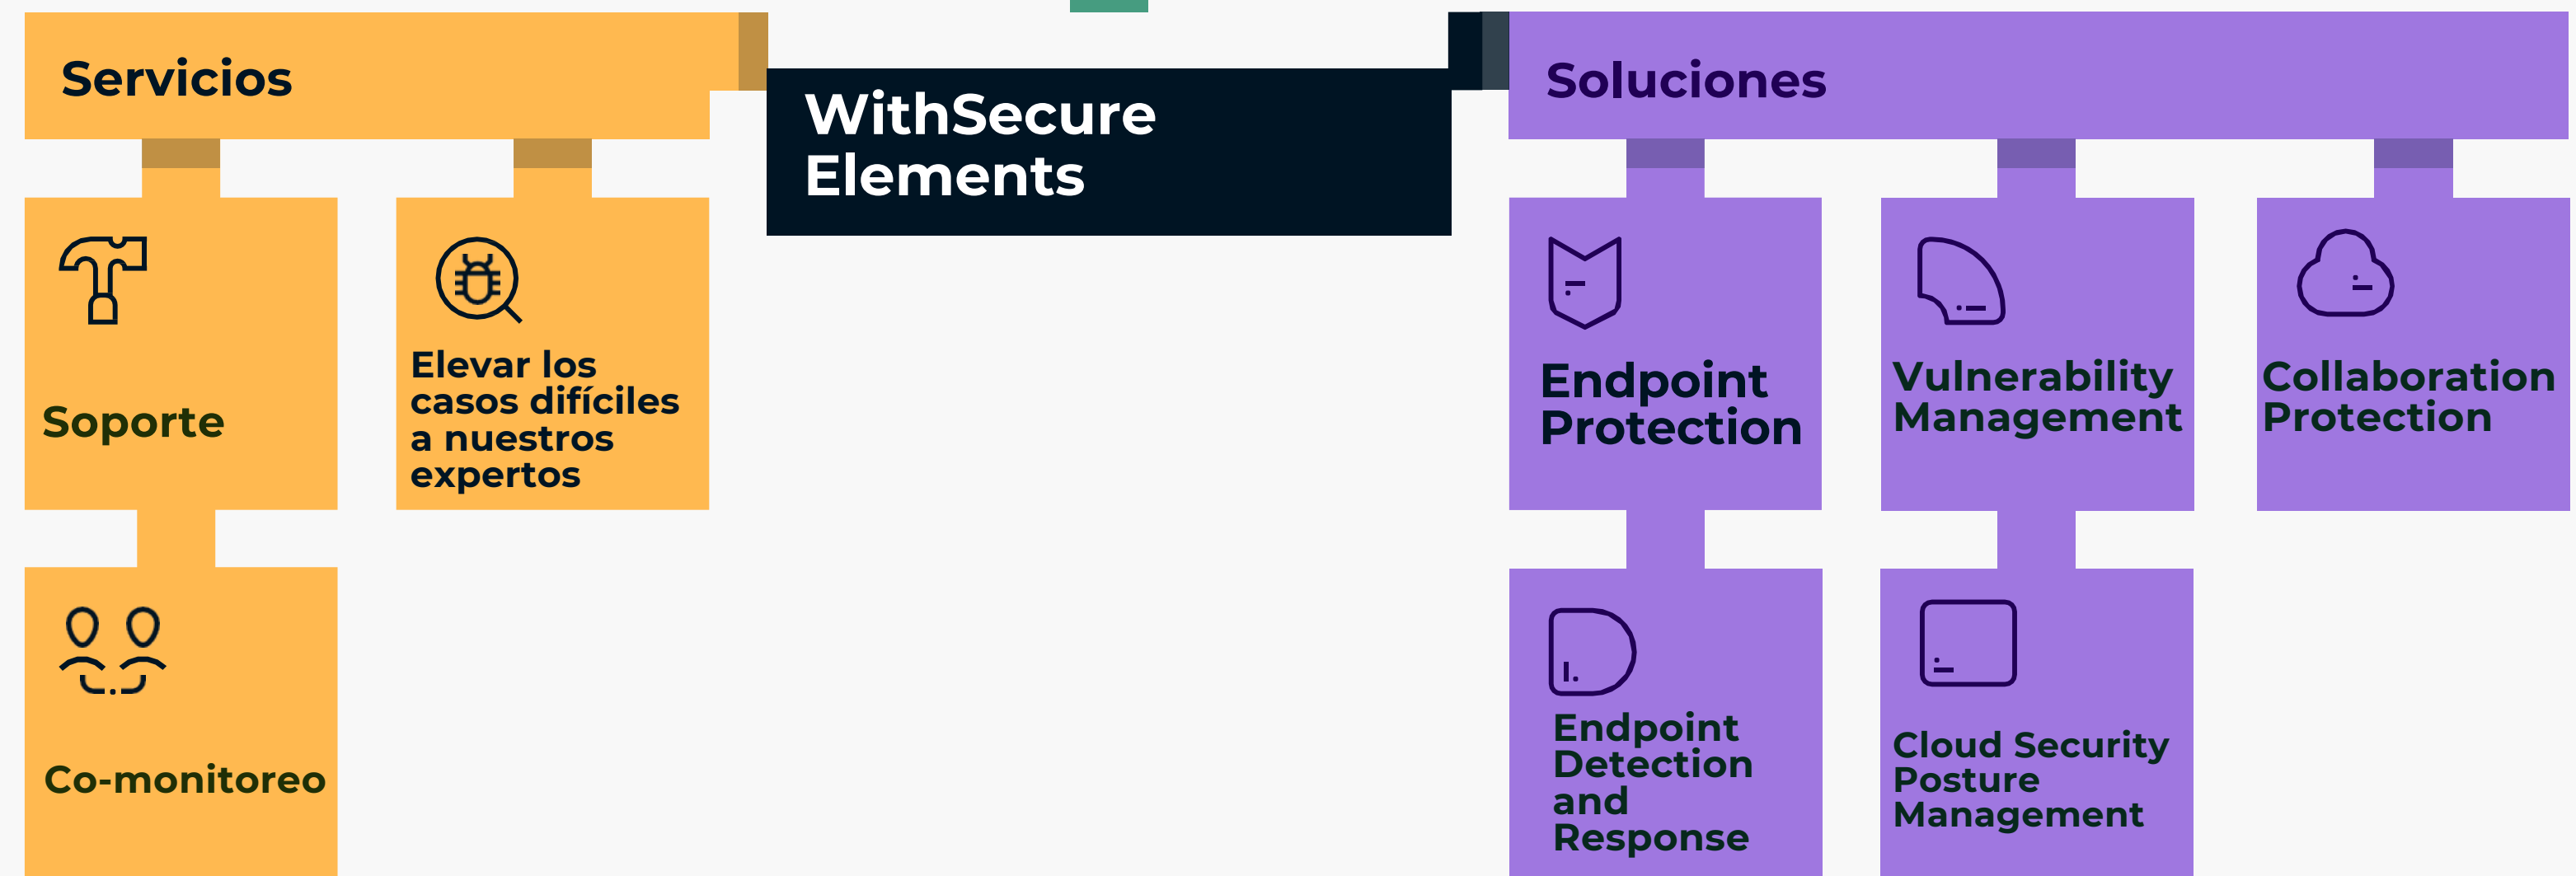 Servicios
WithSecure
Elements
Soluciones
Soporte
Elevar los
casos difíciles
a nuestros
expertos
Endpoint
Protection
Vulnerability
Management
Collaboration
Protection
Co-monitoreo
Endpoint
Detection
and
Response
Cloud Security
Posture
Management